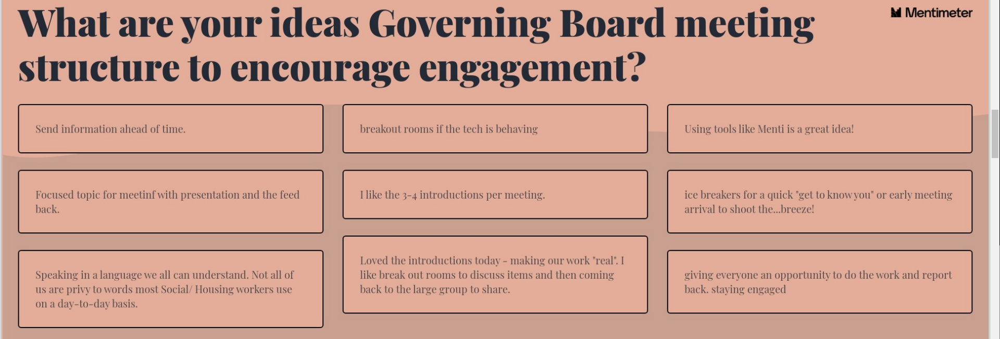 What are your ideas Governing Board meeting
structure to encourage engagement?
Mentimeter
Send information ahead of time.
breakout rooms if the tech is behaving
Using tools like Menti is a great idea!
Focused topic for meetinf with presentation and the feed
back.
I like the 3-4 introductions per meeting.
ice breakers for a quick "get to know you" or early meeting
arrival to shoot the...breeze!
Speaking in a language we all can understand. Not all of
us are privy to words most Social/ Housing workers use
on a day-to-day basis.
Loved the introductions today - making our work "real". I
like break out rooms to discuss items and then coming
back to the large group to share.
giving everyone an opportunity to do the work and report
back. staying engaged